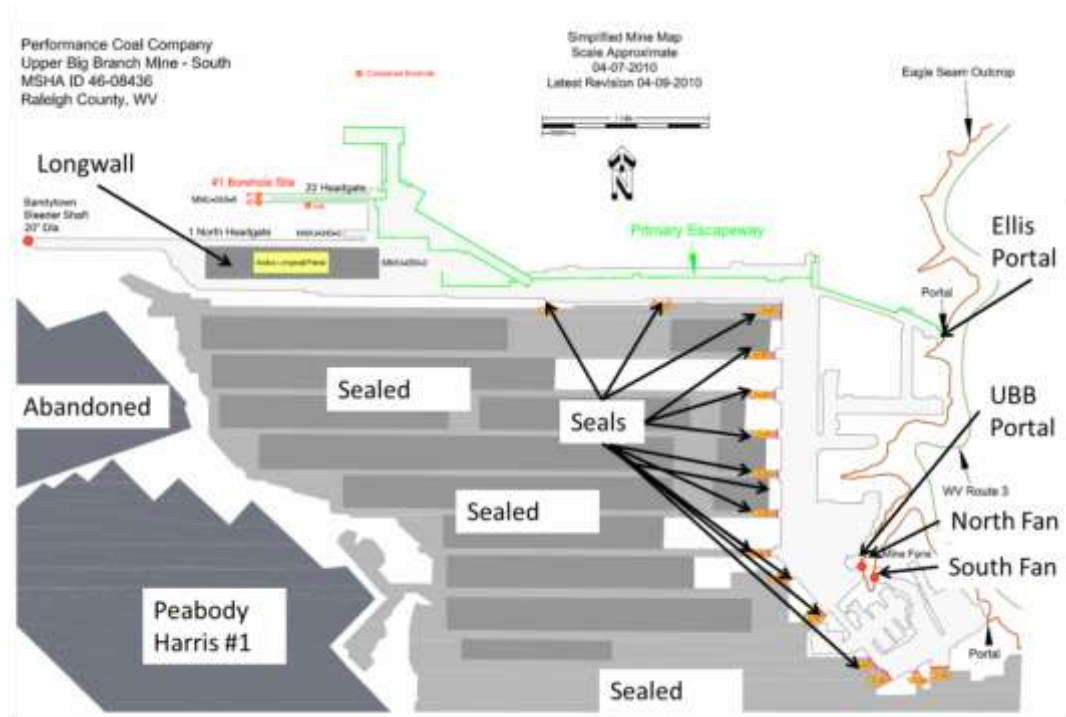 Performance Coal Company
Upper Big Branch Mine - South
MSHA ID 46-08436
Raleigh County, WV
Simplified Mine Map
Scale Approximate
04-07-2010
Latest Revision 04-09-2010
Eagle Seam Outcrop
Longwall
#1 Borehole Site
22 Headgate
Bandytown
Bleeder Shaft
20" Dia
1 North Headgate
Primary Escapeway
Ellis
Portal
Portal
N
Sealed
Abandoned
Seals
UBB
Portal
WV Route 3
Sealed
North Fan
Mine Fans
South Fan
Peabody
Harris #1
Portal
Sealed